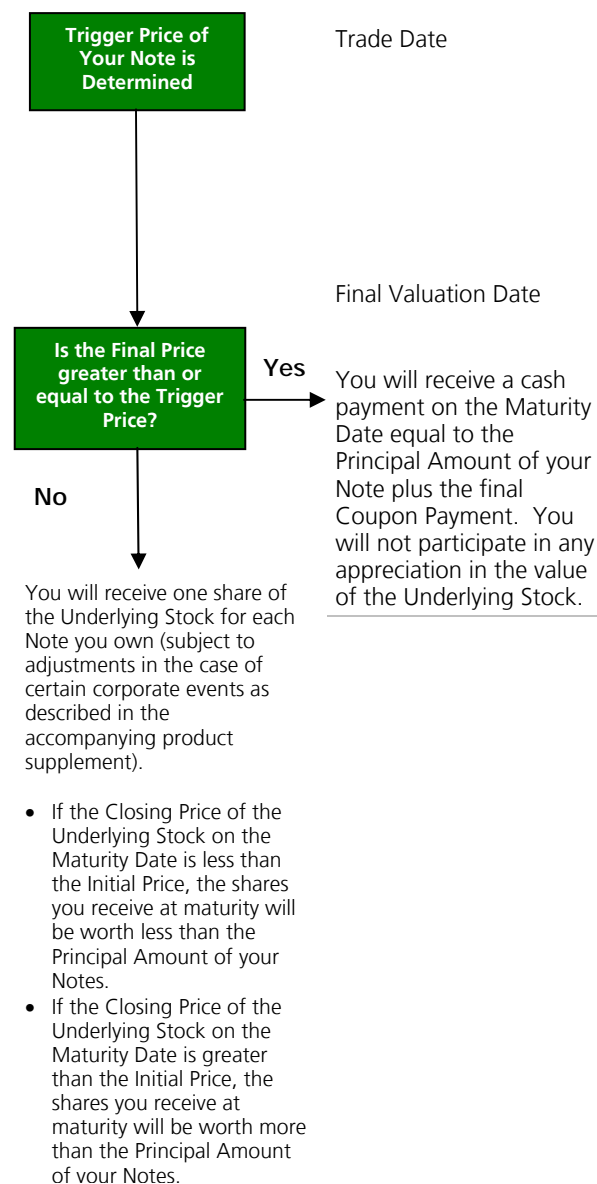 Trigger Price of
Your Note is
Determined
Trade Date
Final Valuation Date
Is the Final Price
greater than or
equal to the Trigger
Price?
Yes
You will receive a cash
payment on the Maturity
Date equal to the
Principal Amount of your
Note plus the final
Coupon Payment.  You
will not participate in any
appreciation in the value
of the Underlying Stock.
No
You will receive one share of
the Underlying Stock for each
Note you own (subject to
adjustments in the case of
certain corporate events as
described in the
accompanying product
supplement).
• If the Closing Price of the
Underlying Stock on the
Maturity Date is less than
the Initial Price, the shares
you receive at maturity will
be worth less than the
Principal Amount of your
Notes.
• If the Closing Price of the
Underlying Stock on the
Maturity Date is greater
than the Initial Price, the
shares you receive at
maturity will be worth more
than the Principal Amount
of your Notes.